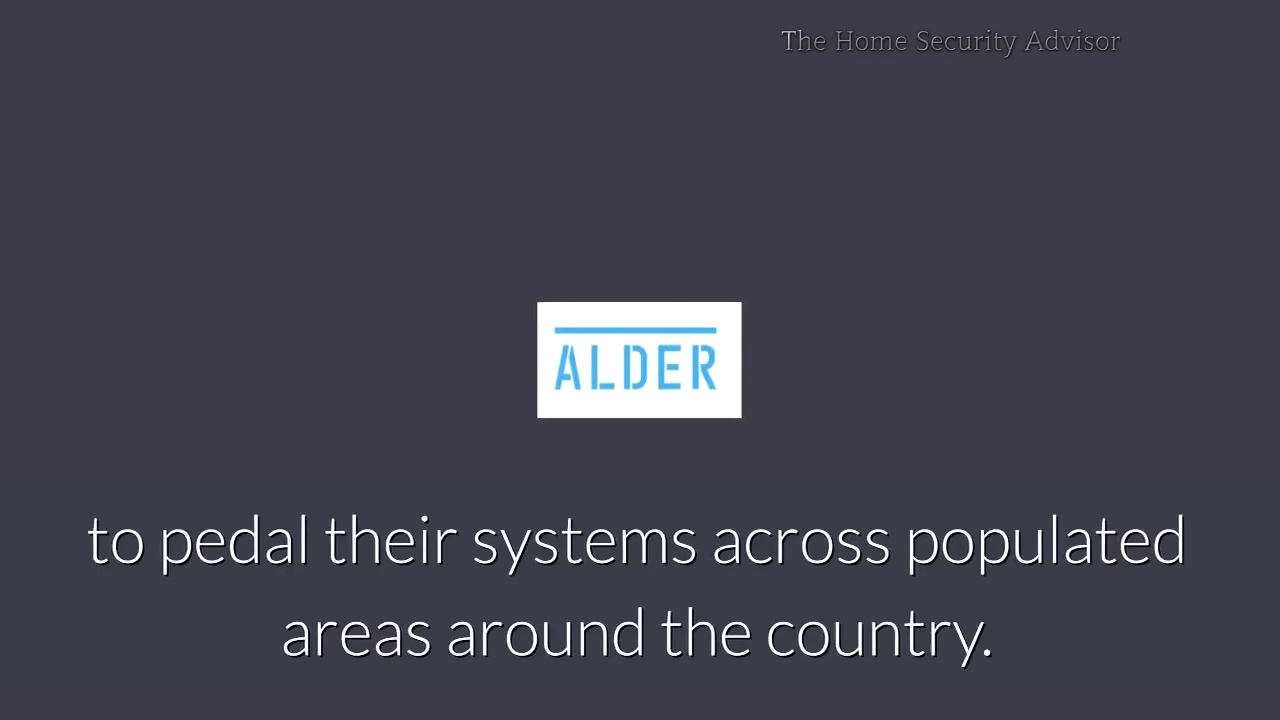 The Home Security Advisor
ALDER
to pedal their systems across populated
areas around the country.